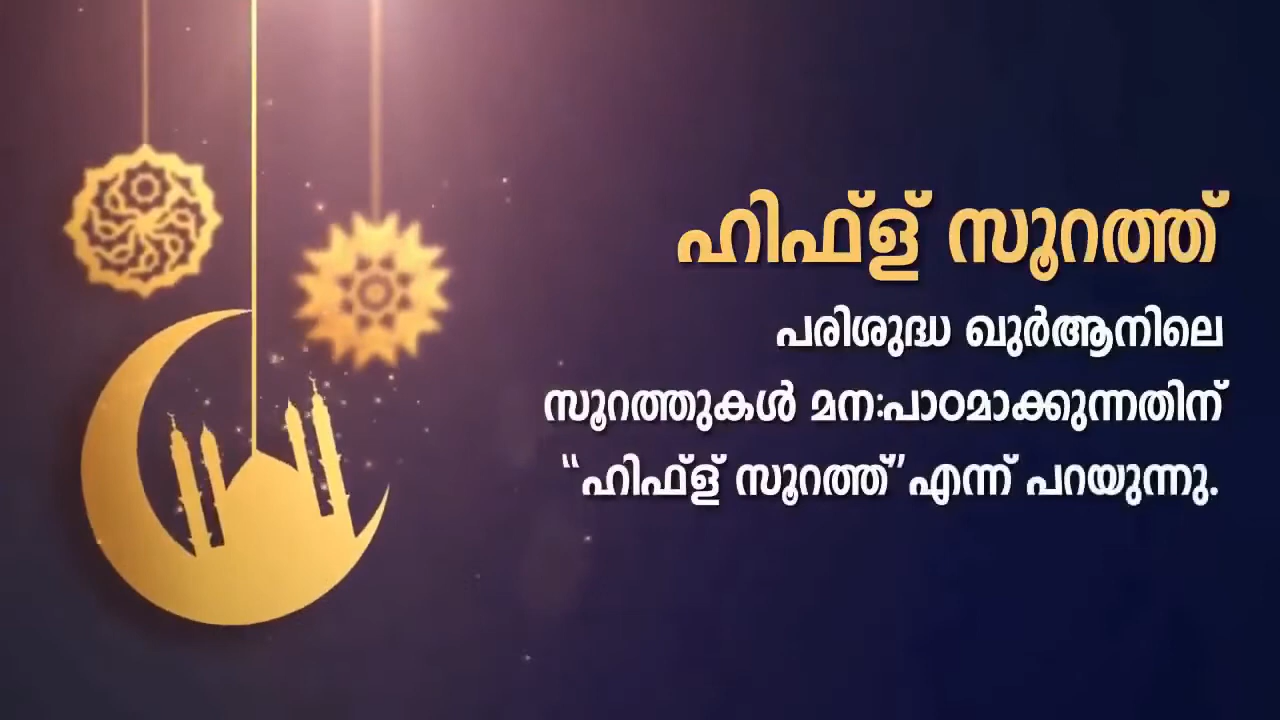 ഹിഫ്ള് സൂറത്ത്
പരിശുദ്ധ ഖുർആനിലെ
സൂറത്തുകൾ മന:പാഠമാക്കുന്നതിന്
“ഹിഫ്ള് സൂറത്ത്” എന്ന് പറയുന്നു.